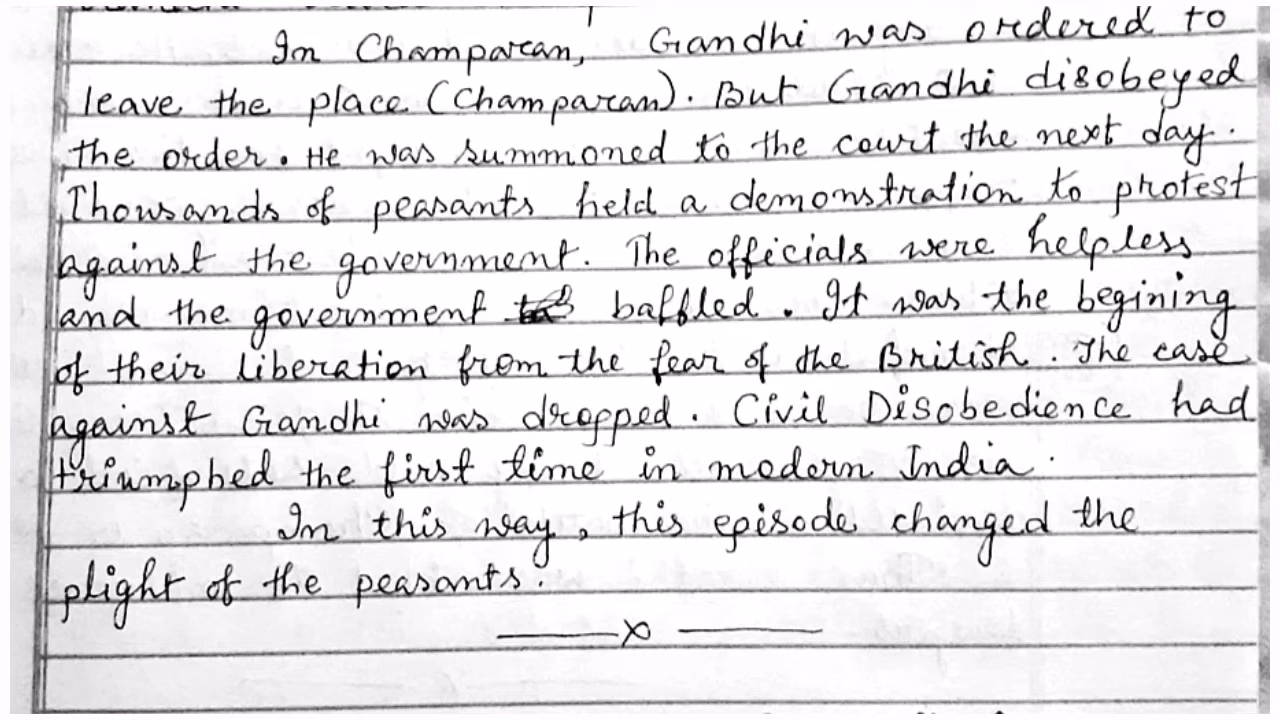 In Champaran, Gandhi was ordered to
leave the place (Champaran). But Gandhi disobeyed
the order. He was summoned to the court the next day.
Thousands of peasants held a demonstration to protest
against the government. The officials were helpless
and the government baffled. It was the begining
of their liberation from the fear of the British. The case
against Gandhi was dropped. Civil Disobedience had
triumphed the first time in modern India.
In this way, this episode changed the
plight of the peasants.
——x——